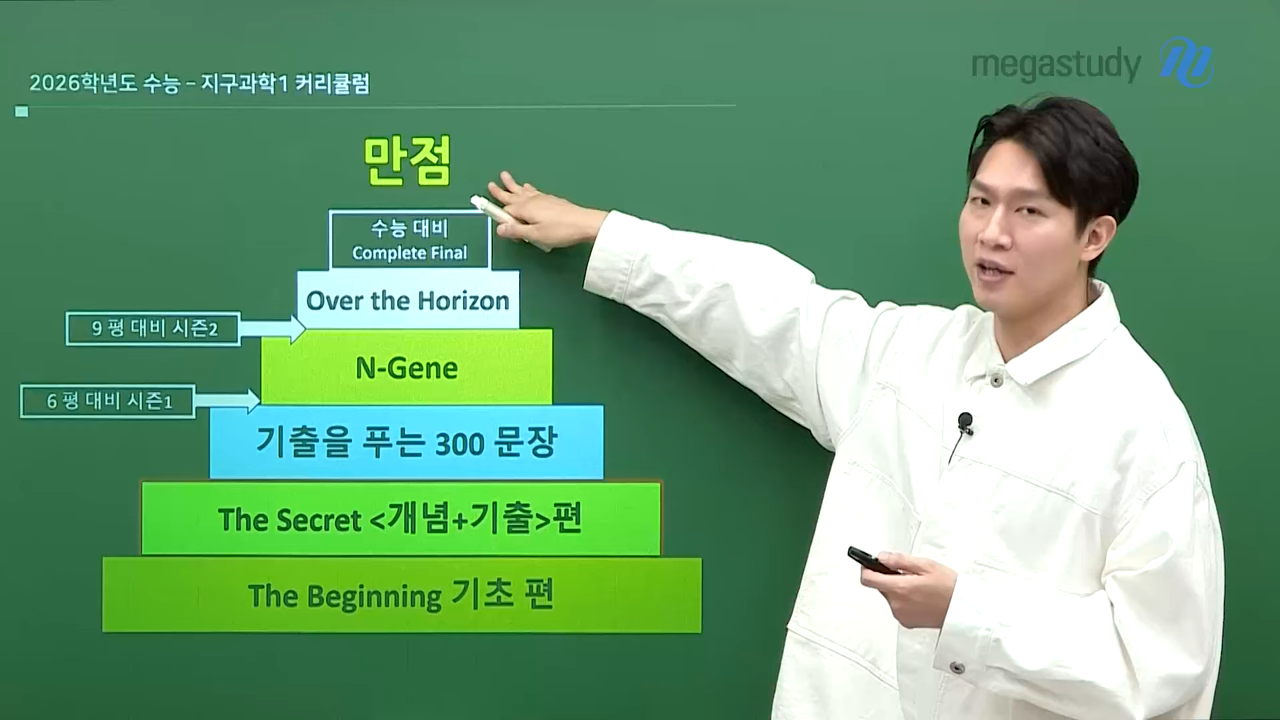 megastudy
2026학년도 수능 - 지구과학1 커리큘럼
만점
수능 대비
Complete Final
Over the Horizon
9평 대비 시즌2
N-Gene
6평 대비 시즌1
기출을 푸는 300 문장
The Secret <개념+기출>편
The Beginning 기초 편